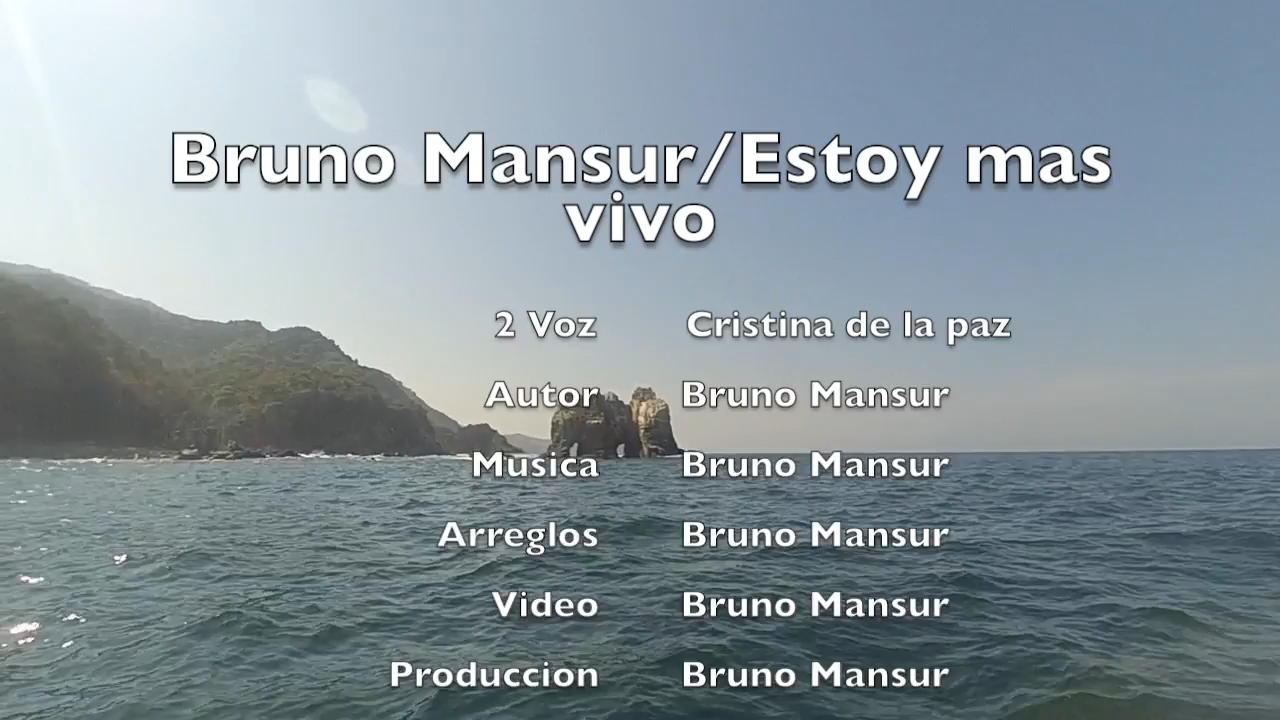 Bruno Mansur/Estoy mas
vivo
2 Voz Cristina de la paz
Autor Bruno Mansur
Musica Bruno Mansur
Arreglos Bruno Mansur
Video Bruno Mansur
Produccion Bruno Mansur